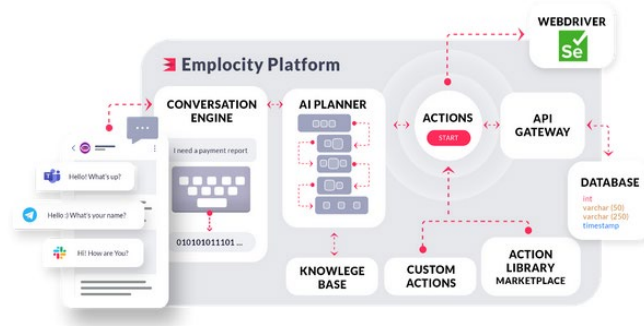 WEBDRIVER
Se
Emplocity Platform
CONVERSATION
ENGINE
I need a payment report
010101011101 ...
AI PLANNER
ACTIONS
START
API
GATEWAY
DATABASE
int
varchar (50)
varchar (250)
timestamp
Hello! What's up?
Hello :) What's your name?
Hi! How are You?
KNOWLEGE
BASE
CUSTOM
ACTIONS
ACTION
LIBRARY
MARKETPLACE